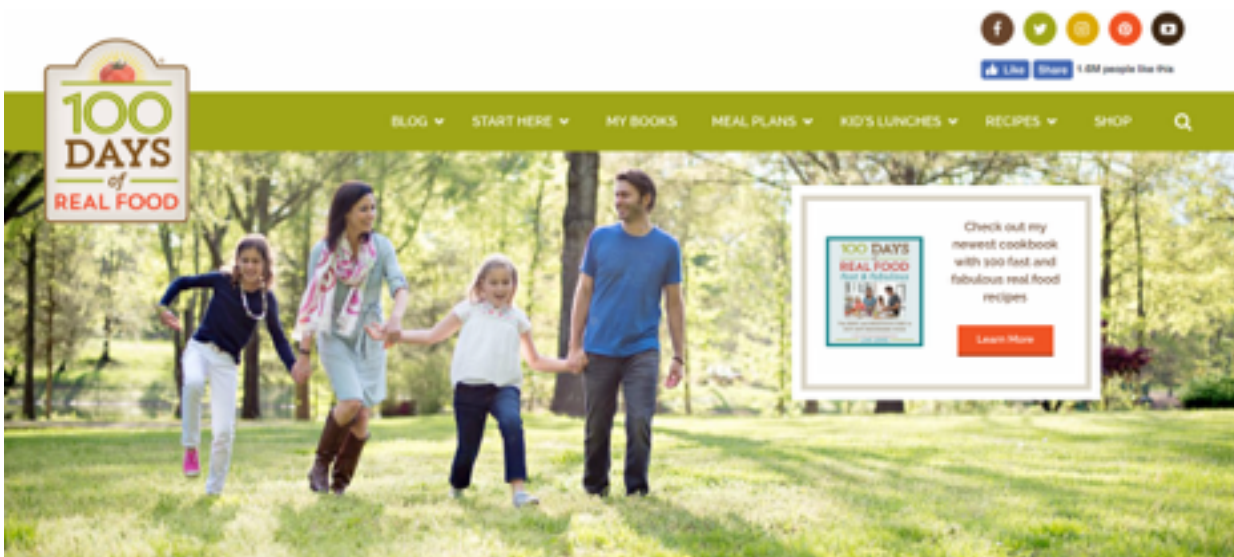 1.6M people like this
Like
Share
100
DAYS
of
REAL FOOD
BLOG
START HERE
MY BOOKS
MEAL PLANS
KID'S LUNCHES
RECIPES
SHOP
100 DAYS
REAL FOOD
Fast & Fabulous
Check out my
newest cookbook
with 100 fast and
fabulous real food
recipes
Learn More